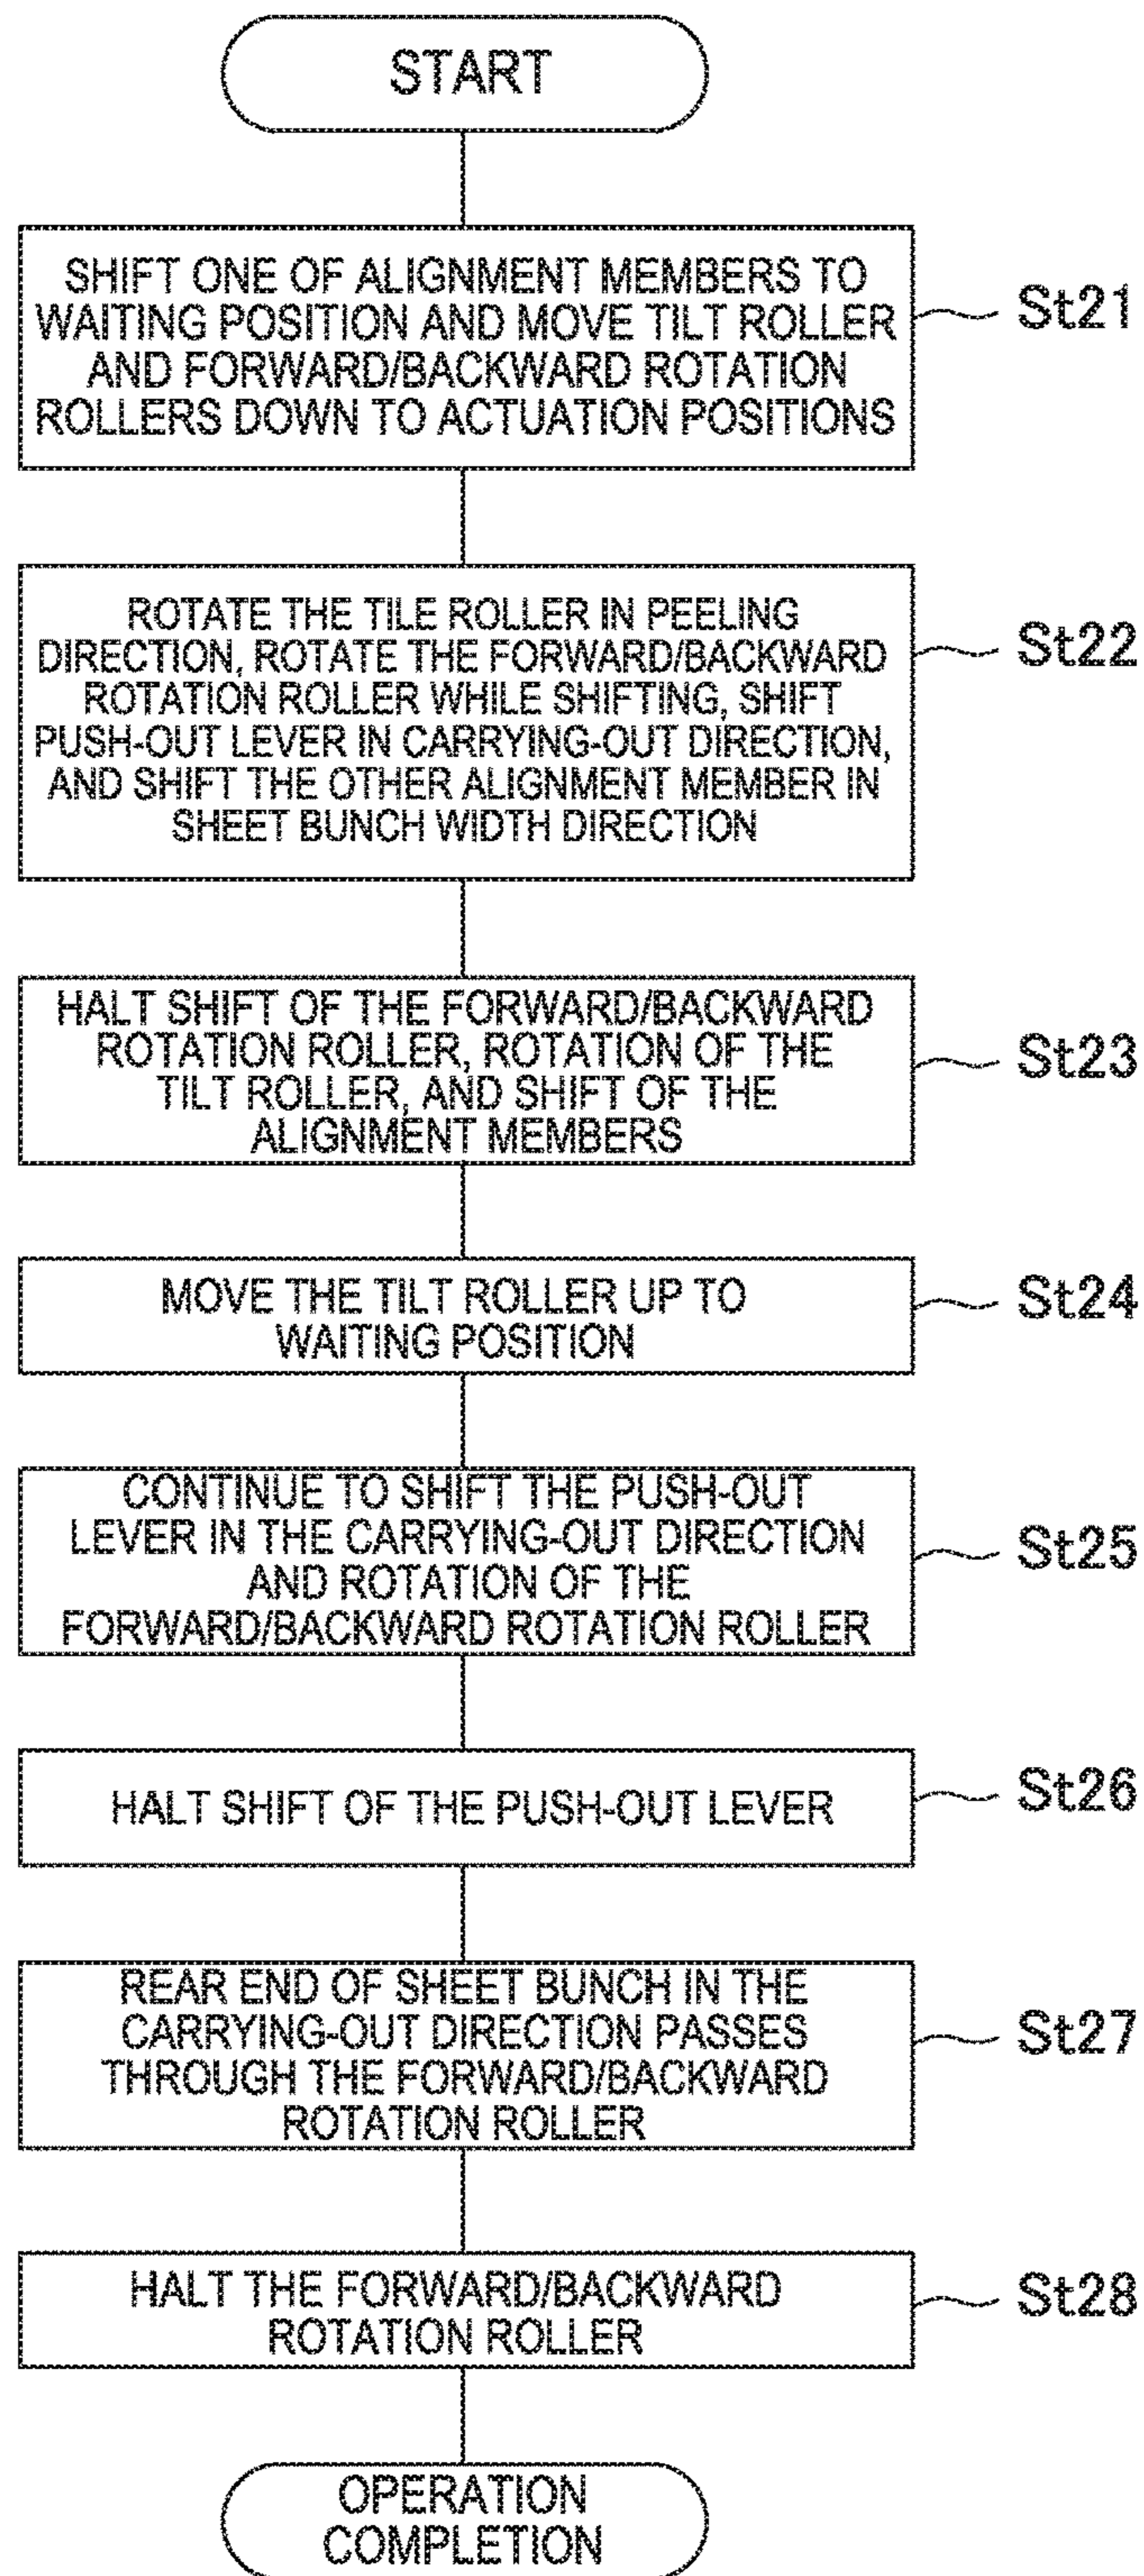 START
SHIFT ONE OF ALIGNMENT MEMBERS TO
WAITING POSITION AND MOVE TILT ROLLER
AND FORWARD/BACKWARD ROTATION
ROLLERS DOWN TO ACTUATION POSITIONS
St21
ROTATE THE TILE ROLLER IN PEELING
DIRECTION, ROTATE THE FORWARD/BACKWARD
ROTATION ROLLER WHILE SHIFTING, SHIFT
PUSH-OUT LEVER IN CARRYING-OUT DIRECTION,
AND SHIFT THE OTHER ALIGNMENT MEMBER IN
SHEET BUNCH WIDTH DIRECTION
St22
HALT SHIFT OF THE FORWARD/BACKWARD
ROTATION ROLLER, ROTATION OF THE
TILT ROLLER, AND SHIFT OF THE
ALIGNMENT MEMBERS
St23
MOVE THE TILT ROLLER UP TO
WAITING POSITION
St24
CONTINUE TO SHIFT THE PUSH-OUT
LEVER IN THE CARRYING-OUT DIRECTION
AND ROTATION OF THE
FORWARD/BACKWARD ROTATION ROLLER
St25
HALT SHIFT OF THE PUSH-OUT LEVER
St26
REAR END OF SHEET BUNCH IN THE
CARRYING-OUT DIRECTION PASSES
THROUGH THE FORWARD/BACKWARD
ROTATION ROLLER
St27
HALT THE FORWARD/BACKWARD
ROTATION ROLLER
St28
OPERATION
COMPLETION